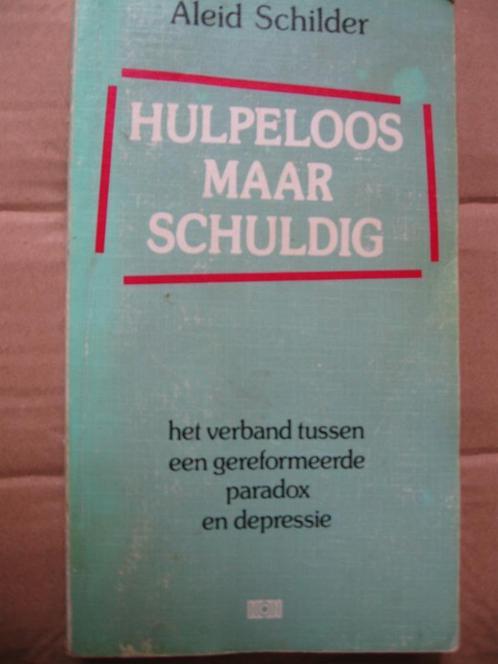 Aleid Schilder
HULPELOOS
MAAR
SCHULDIG
het verband tussen
een gereformeerde
paradox
en depressie